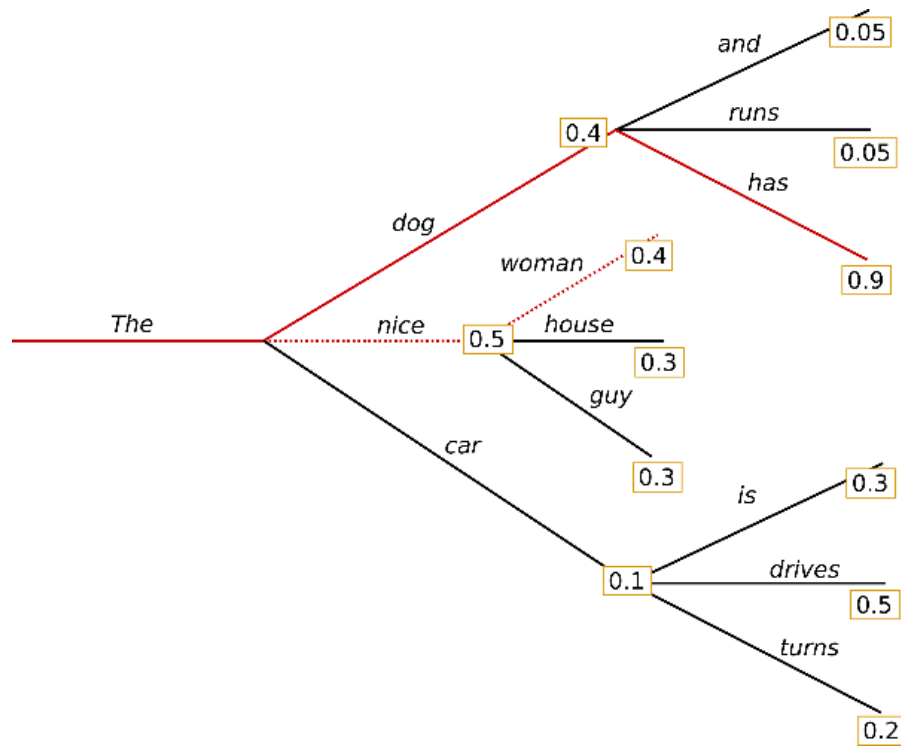 and
0.05
runs
0.4
0.05
has
dog
woman
0.4
0.9
The
nice
0.5
house
0.3
guy
car
0.3
is
0.3
0.1
drives
0.5
turns
0.2